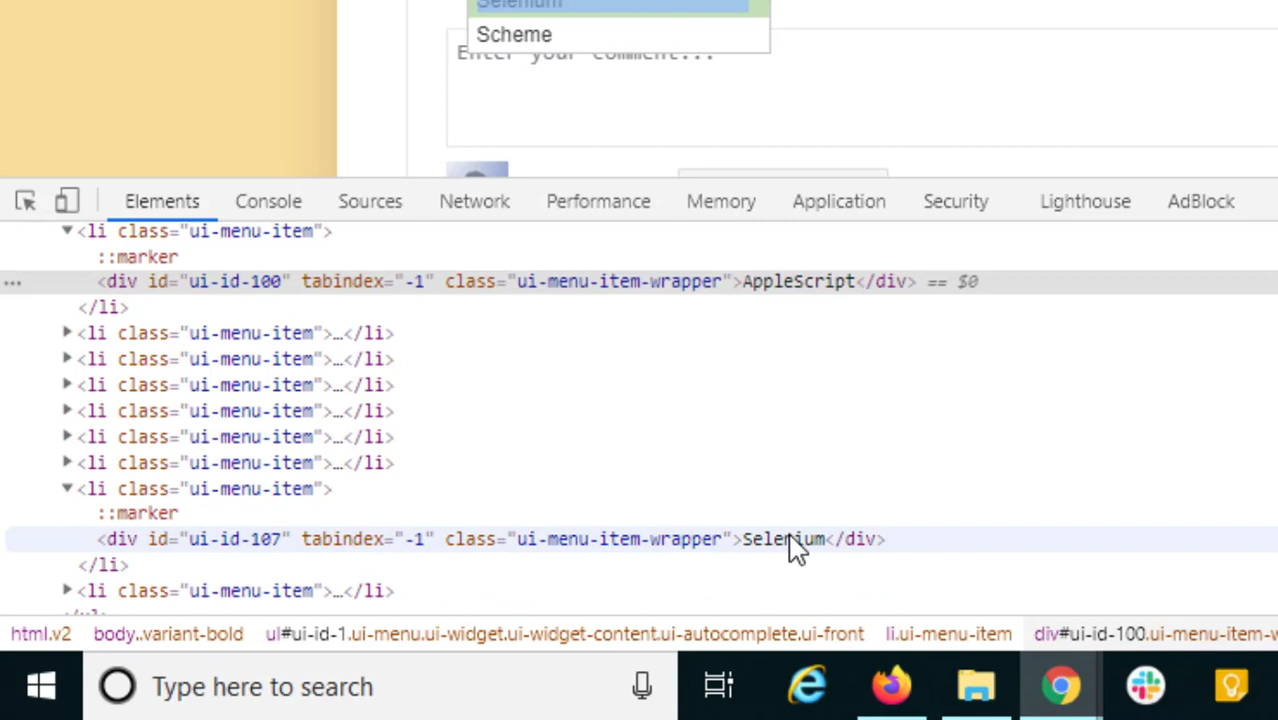 Selenium
Scheme
Enter your comment...
Elements Console Sources Network Performance Memory Application Security Lighthouse AdBlock
▼<li class="ui-menu-item">
::marker
··· <div id="ui-id-100" tabindex="-1" class="ui-menu-item-wrapper">AppleScript</div> == $0
</li>
▶<li class="ui-menu-item">…</li>
▶<li class="ui-menu-item">…</li>
▶<li class="ui-menu-item">…</li>
▶<li class="ui-menu-item">…</li>
▶<li class="ui-menu-item">…</li>
▶<li class="ui-menu-item">…</li>
▼<li class="ui-menu-item">
::marker
<div id="ui-id-107" tabindex="-1" class="ui-menu-item-wrapper">Selenium</div>
</li>
▶<li class="ui-menu-item">…</li>
html.v2 body..variant-bold ul#ui-id-1.ui-menu.ui-widget.ui-widget-content.ui-autocomplete.ui-front li.ui-menu-item div#ui-id-100.ui-menu-item-w
Type here to search